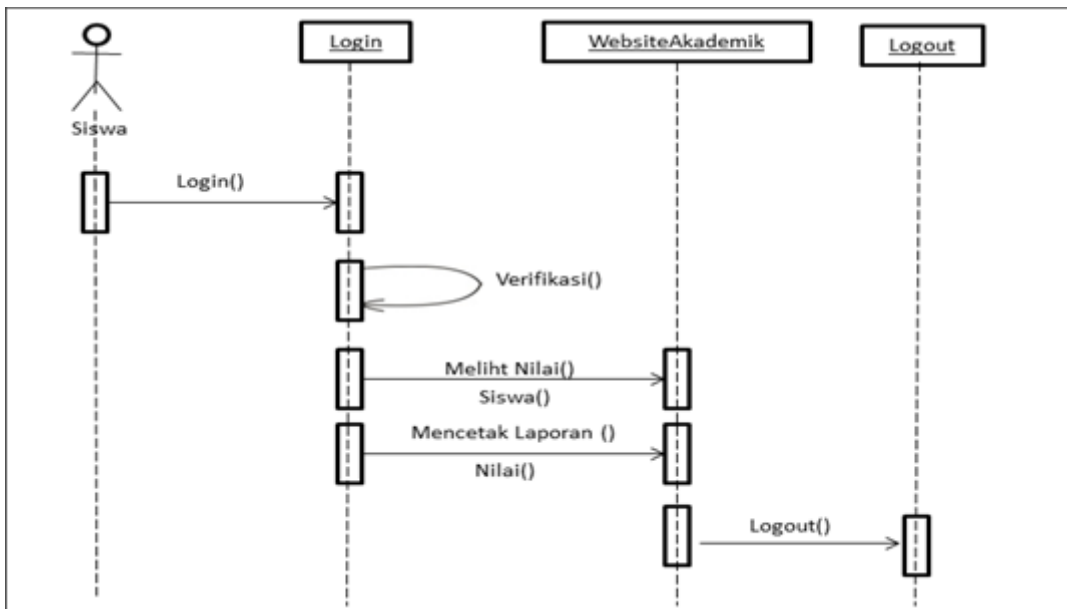 Login
WebsiteAkademik
Logout
Siswa
Login()
Verifikasi()
Meliht Nilai()
Siswa()
Mencetak Laporan ()
Nilai()
Logout()